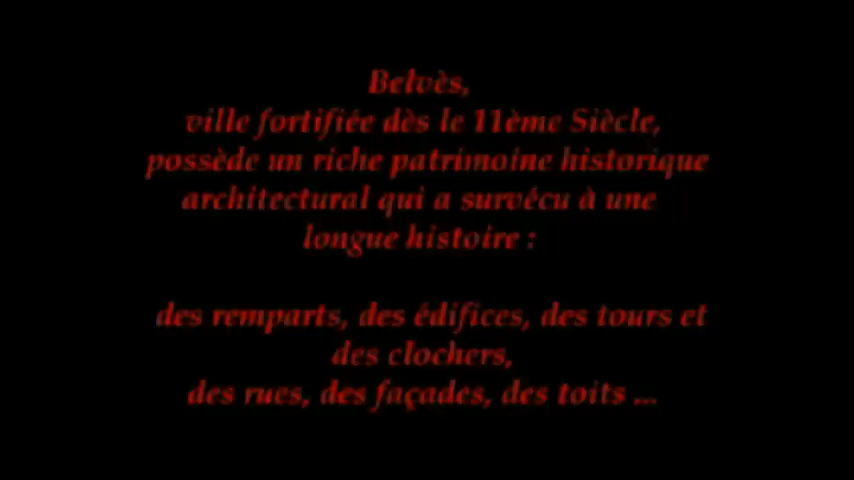 Belvès,
ville fortifiée dès le 11ème Siècle,
possède un riche patrimoine historique
architectural qui a survécu à une
longue histoire :
des remparts, des édifices, des tours et
des clochers,
des rues, des façades, des toits ...